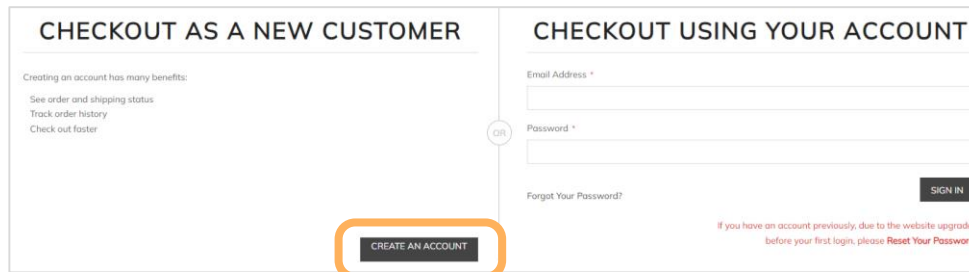 CHECKOUT AS A NEW CUSTOMER
Creating an account has many benefits:
See order and shipping status
Track order history
Check out faster
CREATE AN ACCOUNT
OR
CHECKOUT USING YOUR ACCOUNT
Email Address *
Password *
Forgot Your Password?
SIGN IN
If you have an account previously, due to the website
before your first login, please Reset Your